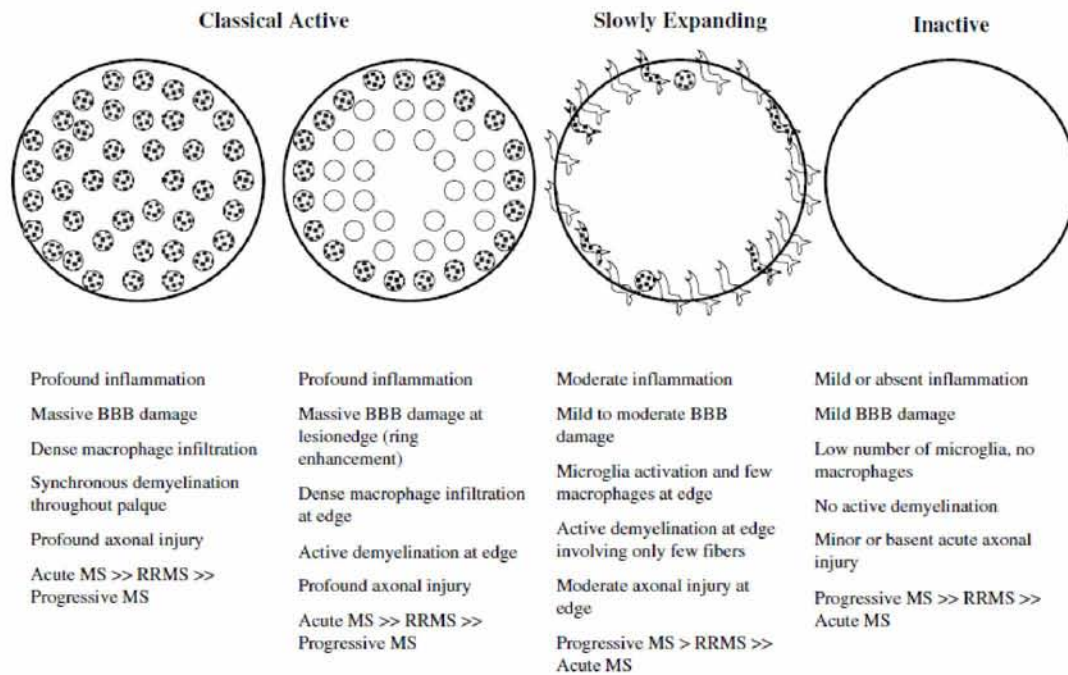 Classical Active
Slowly Expanding
Inactive
Profound inflammation
Massive BBB damage
Dense macrophage infiltration
Synchronous demyelination
throughout palque
Profound axonal injury
Acute MS >> RRMS >>
Progressive MS
Profound inflammation
Massive BBB damage at
lesionedge (ring
enhancement)
Dense macrophage infiltration
at edge
Active demyelination at edge
Profound axonal injury
Acute MS >> RRMS >>
Progressive MS
Moderate inflammation
Mild to moderate BBB
damage
Microglia activation and few
macrophages at edge
Active demyelination at edge
involving only few fibers
Moderate axonal injury at
edge
Progressive MS > RRMS >>
Acute MS
Mild or absent inflammation
Mild BBB damage
Low number of microglia, no
macrophages
No active demyelination
Minor or basent acute axonal
injury
Progressive MS >> RRMS >>
Acute MS